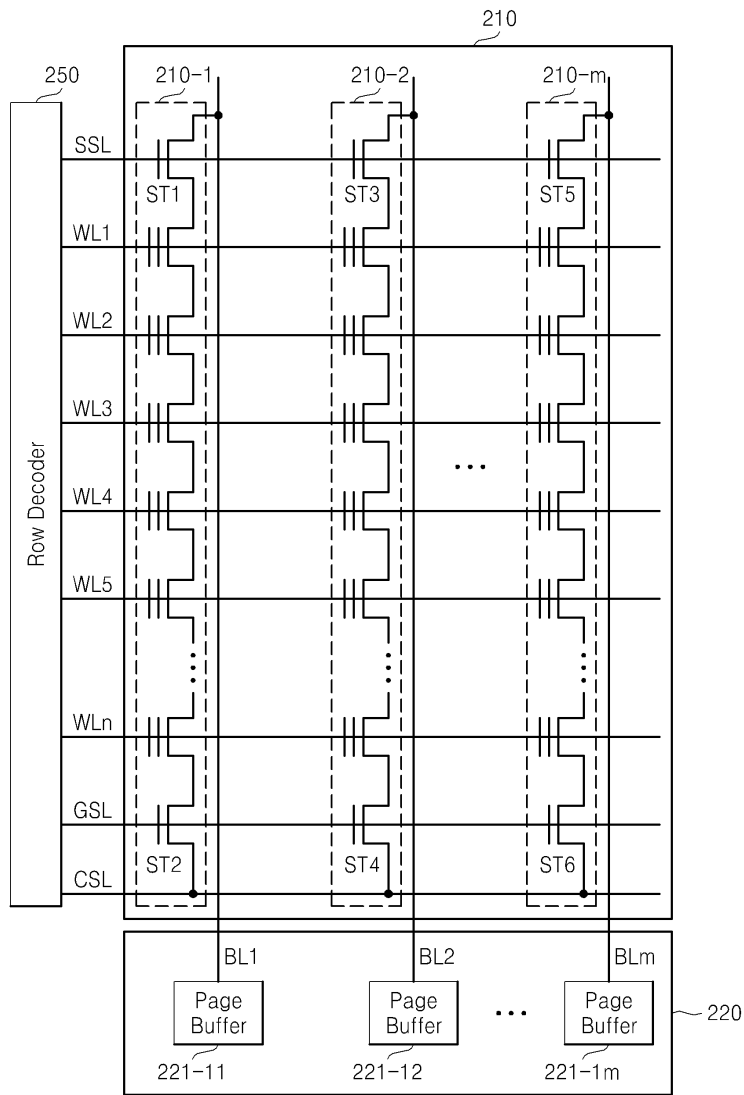 210
250
210-1
210-2
210-m
SSL
ST1
ST3
ST5
WL1
WL2
WL3
...
WL4
Row Decoder
WL5
WLn
GSL
ST2
ST4
ST6
CSL
BL1
BL2
BLm
Page
Buffer
Page
Buffer
...
Page
Buffer
220
221-11
221-12
221-1m